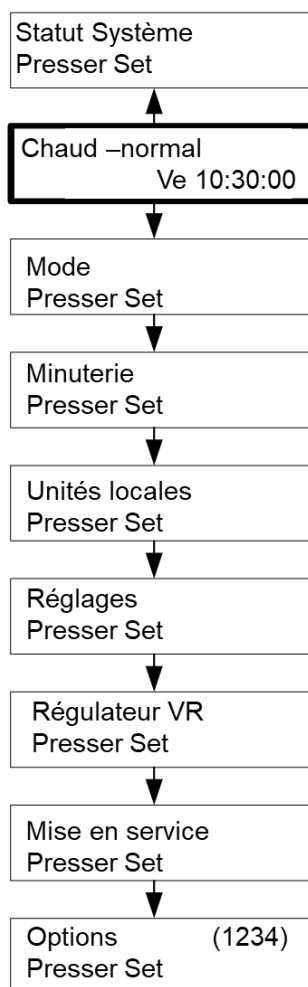 Statut Système
Presser Set
Chaud –normal
Ve 10:30:00
Mode
Presser Set
Minuterie
Presser Set
Unités locales
Presser Set
Réglages
Presser Set
Régulateur VR
Presser Set
Mise en service
Presser Set
Options (1234)
Presser Set